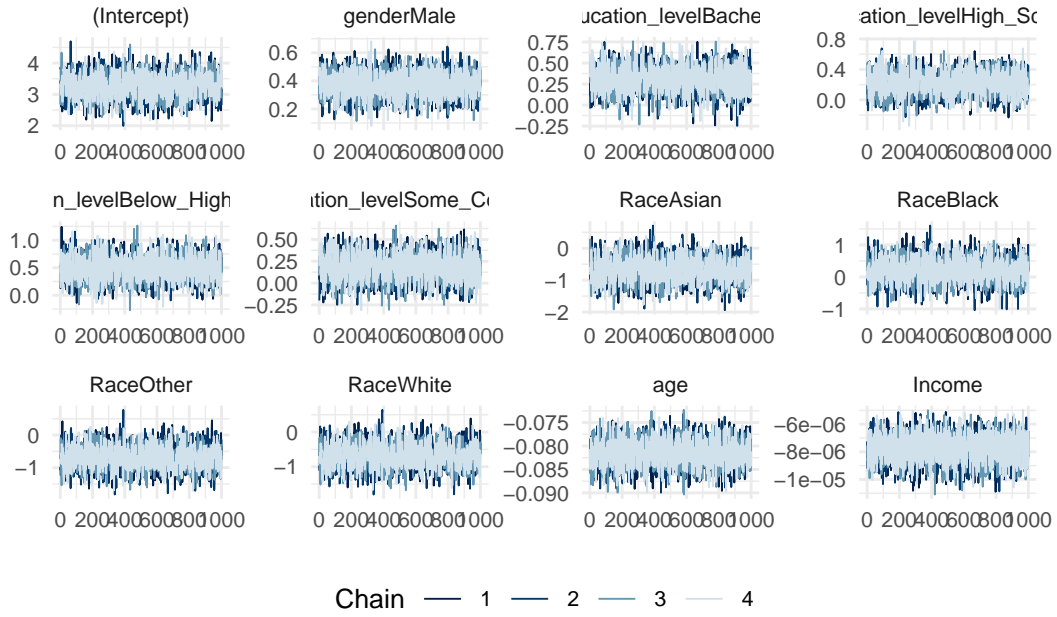 (Intercept)
genderMale
ucation_levelBache
cation_levelHigh_Sc
4
3
2
0.6
0.4
0.2
0.75
0.50
0.25
0.00
−0.25
0.8
0.4
0.0
0 200400600800 1000
0 200400600800 1000
0 200400600800 1000
0 200400600800 1000
n_levelBelow_High
ation_levelSome_Co
RaceAsian
RaceBlack
1.0
0.5
0.0
0.50
0.25
0.00
−0.25
0
−1
−2
1
0
−1
0 200400600800 1000
0 200400600800 1000
0 200400600800 1000
0 200400600800 1000
RaceOther
RaceWhite
age
Income
0
−1
0
−1
−0.075
−0.080
−0.085
−0.090
−6e−06
−8e−06
−1e−05
0 200400600800 1000
0 200400600800 1000
0 200400600800 1000
0 200400600800 1000
Chain 1 2 3 4